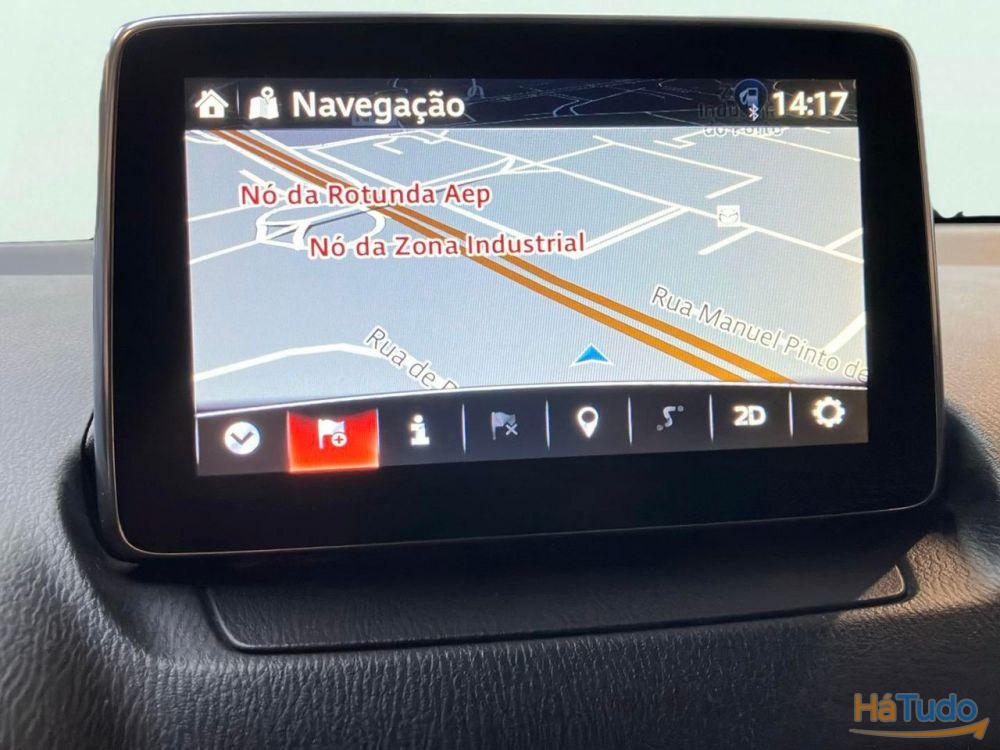 Navegação
14:17
Nó da Rotunda Aep
Nó da Zona Industrial
Rua Manuel Pinto de
Rua de
2D
HáTudo